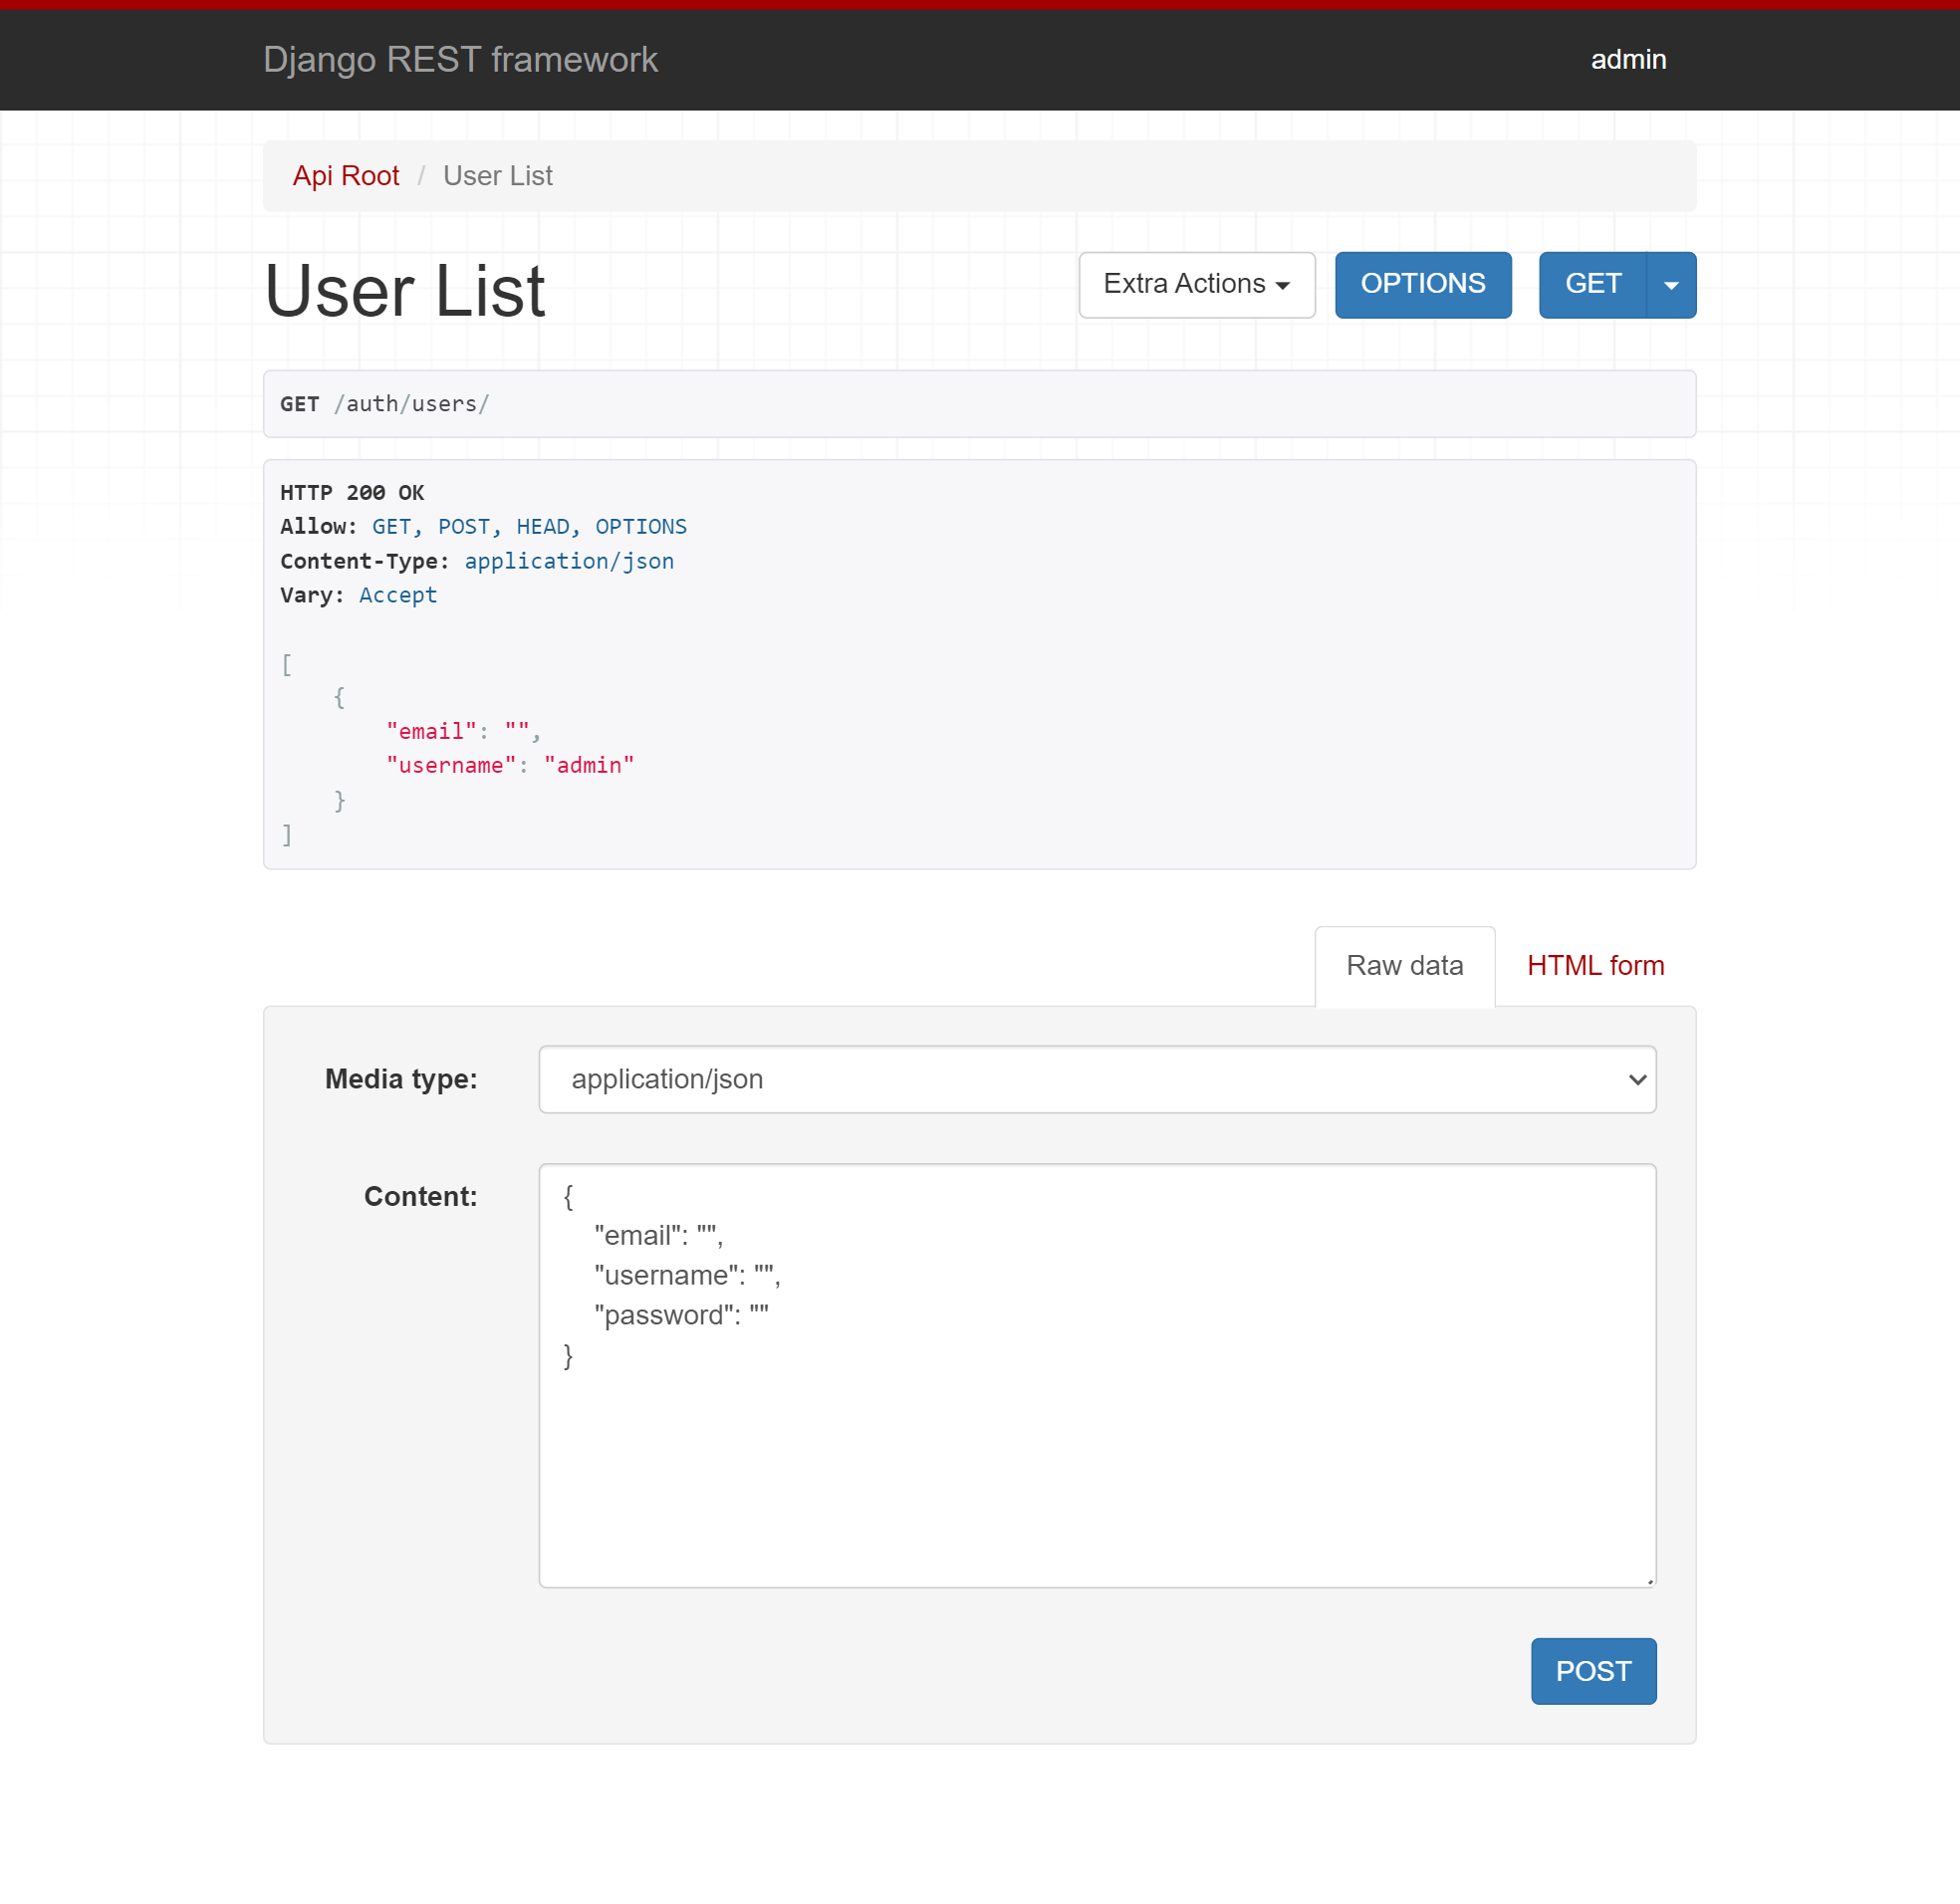 Django REST framework
admin
Api Root / User List
User List
Extra Actions
OPTIONS
GET
GET /auth/users/
HTTP 200 OK
Allow: GET, POST, HEAD, OPTIONS
Content-Type: application/json
Vary: Accept
[
    {
        "email": "",
        "username": "admin"
    }
]
Raw data
HTML form
Media type:
application/json
Content:
{
    "email": "",
    "username": "",
    "password": ""
}
POST